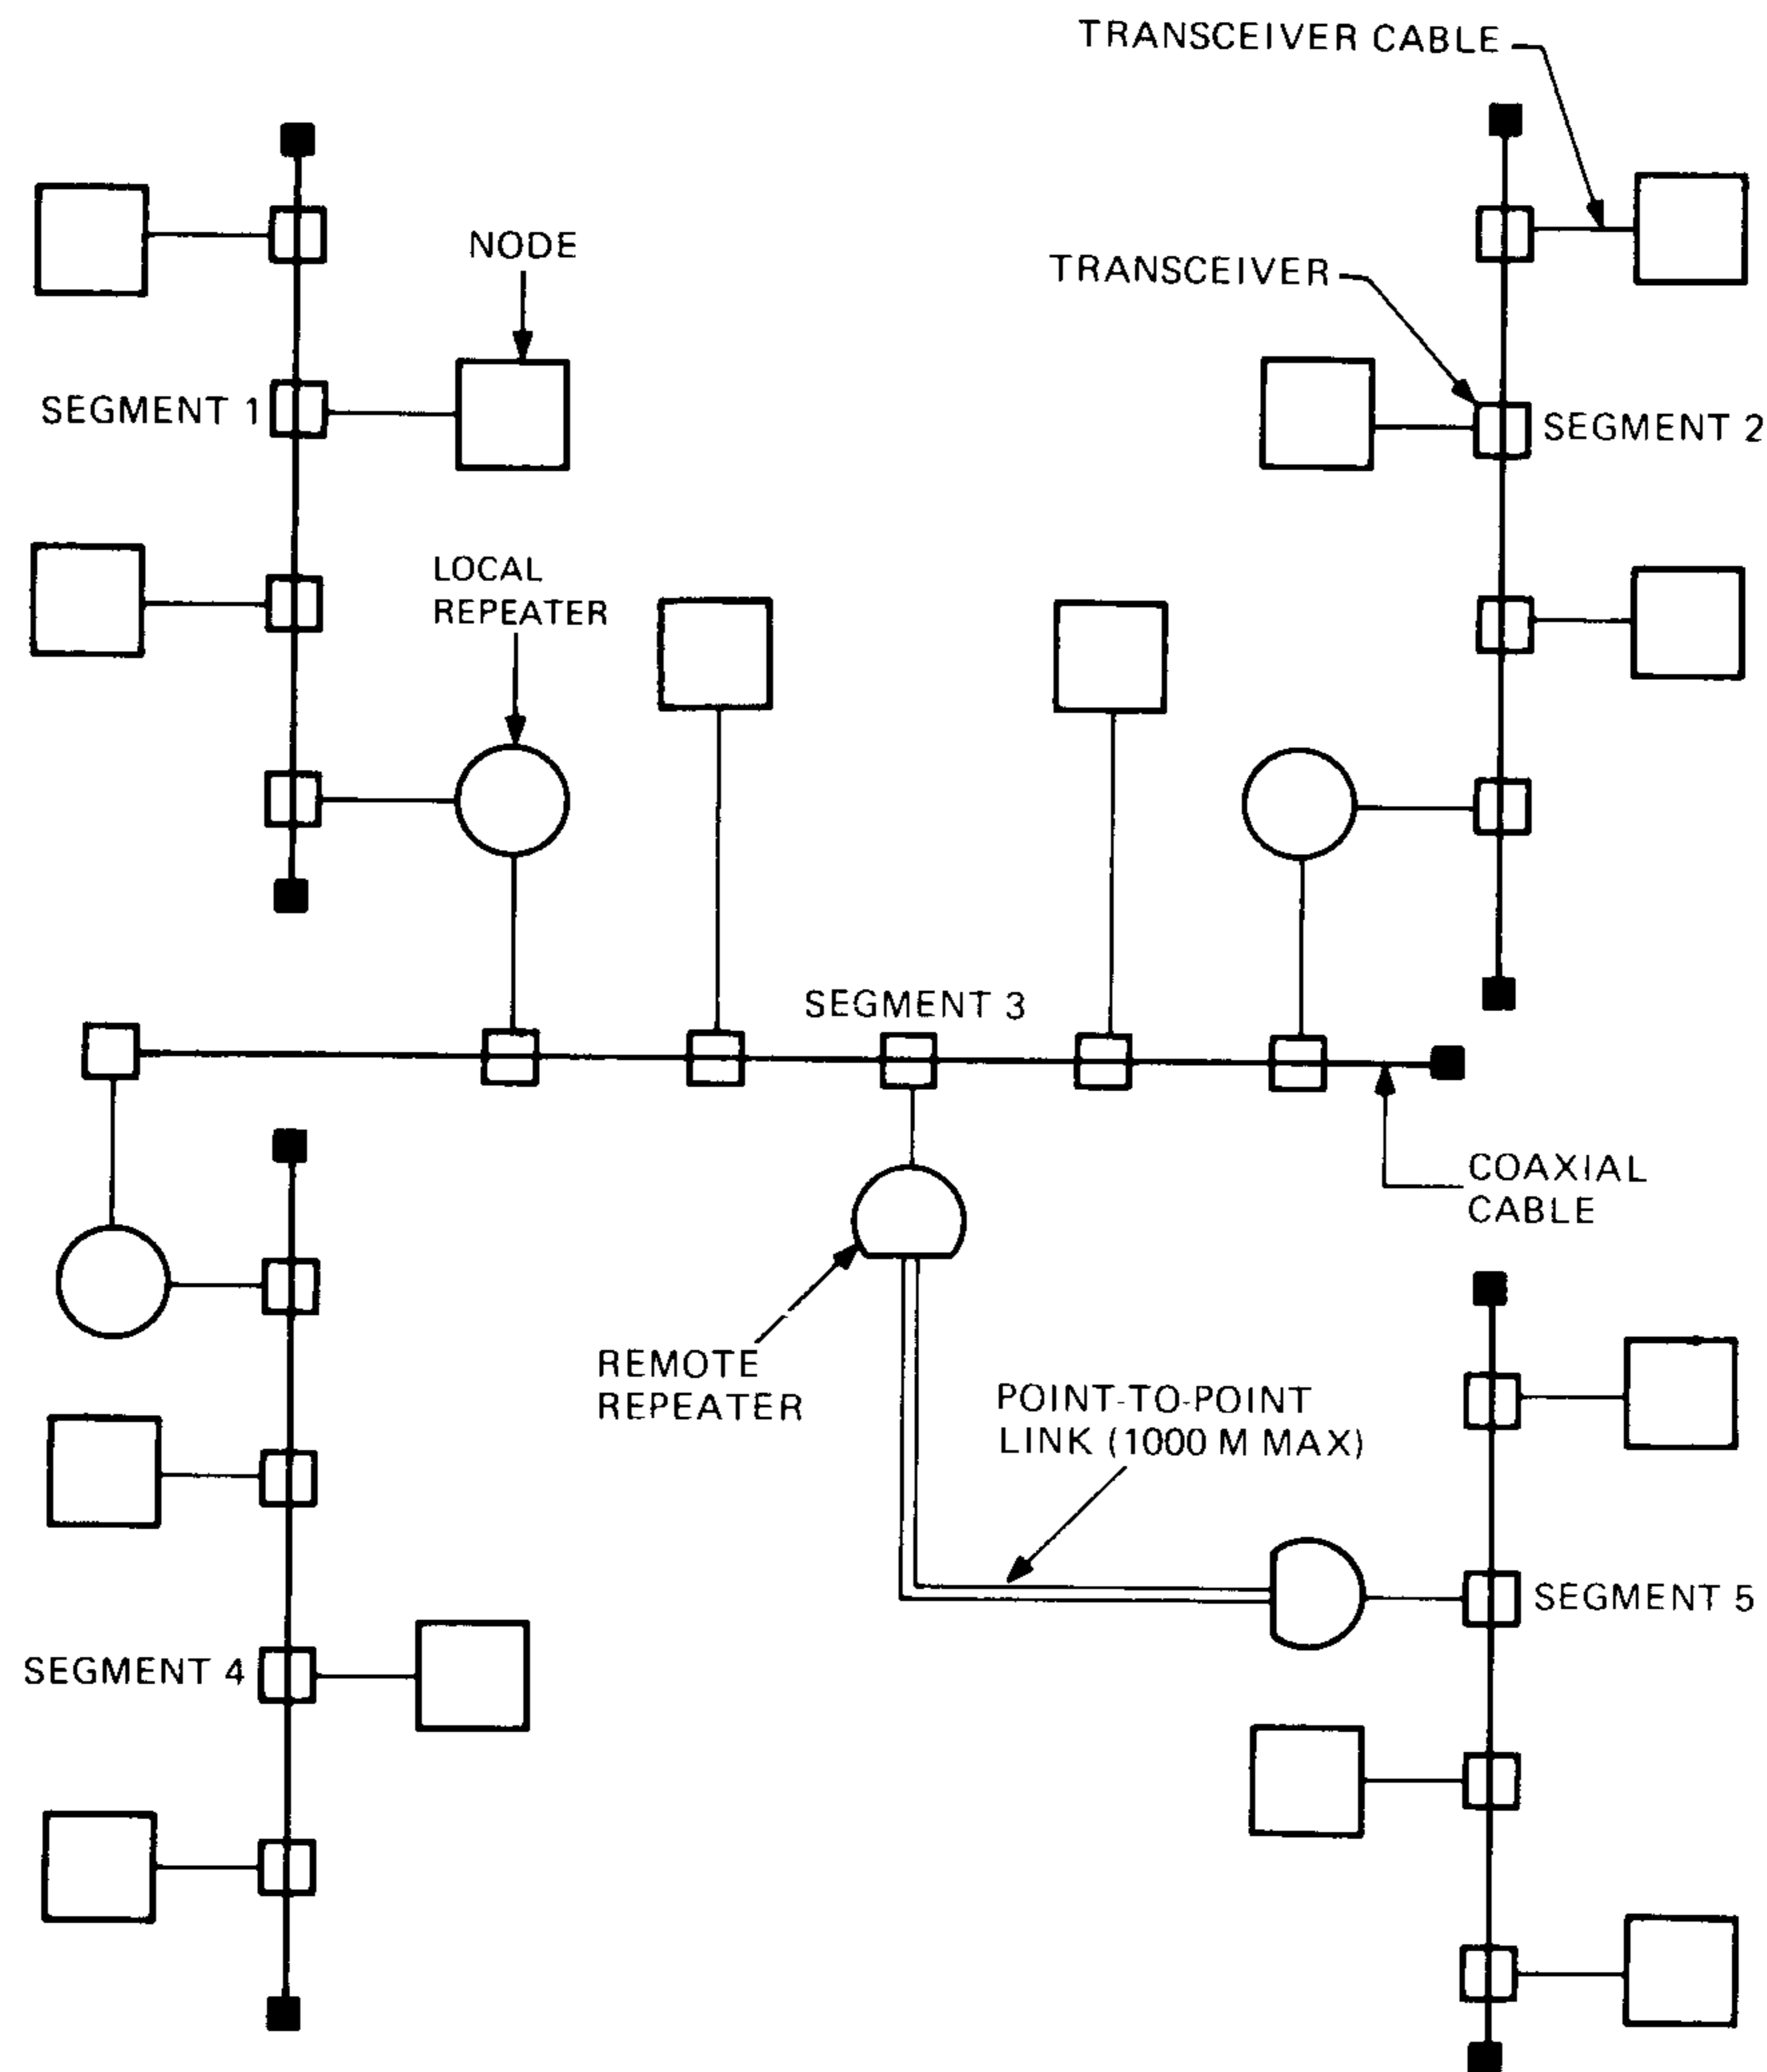 TRANSCEIVER CABLE
NODE
TRANSCEIVER
SEGMENT 1
SEGMENT 2
LOCAL
REPEATER
SEGMENT 3
COAXIAL
CABLE
REMOTE
REPEATER
POINT-TO-POINT
LINK (1000 M MAX)
SEGMENT 5
SEGMENT 4